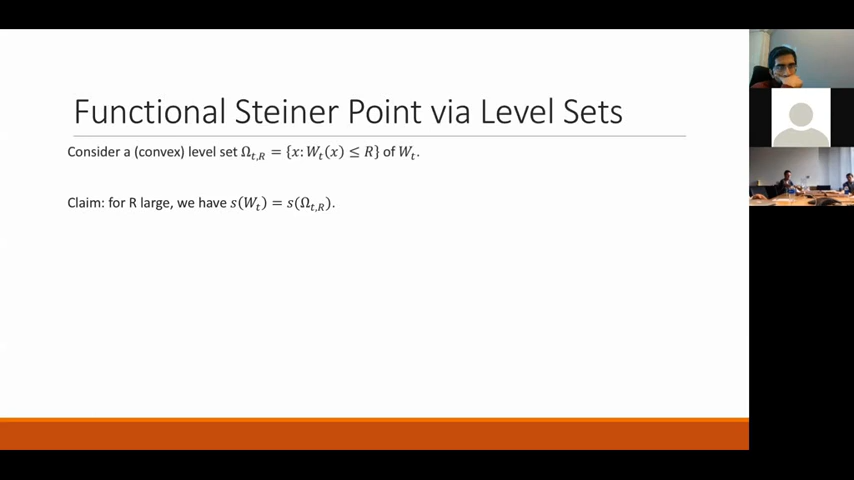 Functional Steiner Point via Level Sets
Consider a (convex) level set Ω_{t,R} = {x: W_t(x) ≤ R} of W_t.
Claim: for R large, we have s(W_t) = s(Ω_{t,R}).